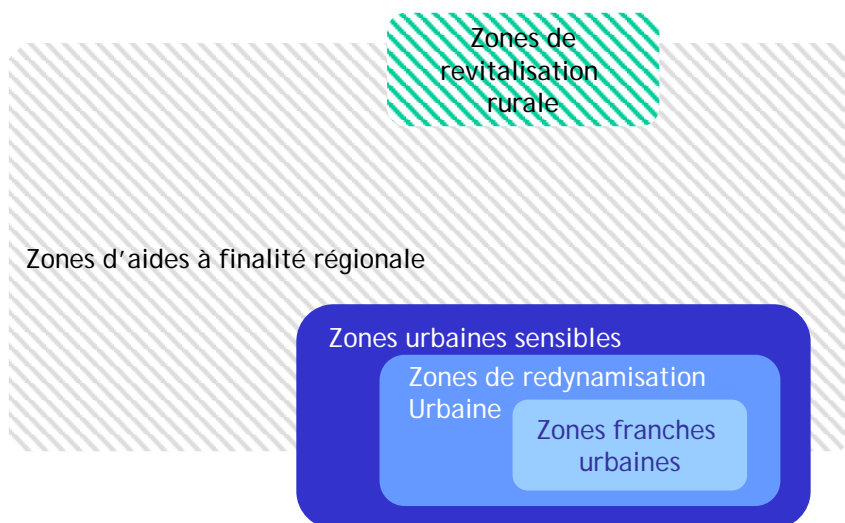 Zones de
revitalisation
rurale
Zones d'aides à finalité régionale
Zones urbaines sensibles
Zones de redynamisation
Urbaine
Zones franches
urbaines